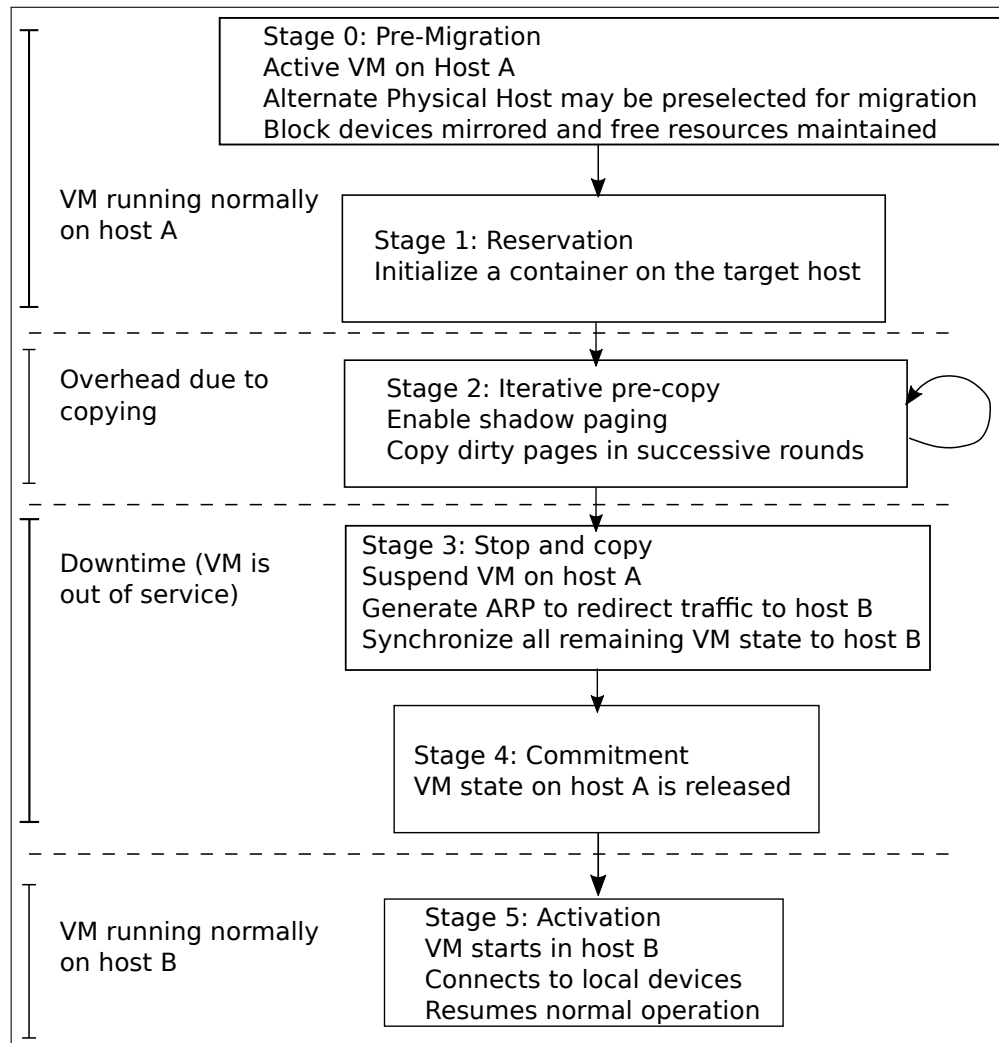 Stage 0: Pre-Migration
Active VM on Host A
Alternate Physical Host may be preselected for migration
Block devices mirrored and free resources maintained
VM running normally
on host A
Stage 1: Reservation
Initialize a container on the target host
Overhead due to
copying
Stage 2: Iterative pre-copy
Enable shadow paging
Copy dirty pages in successive rounds
Downtime (VM is
out of service)
Stage 3: Stop and copy
Suspend VM on host A
Generate ARP to redirect traffic to host B
Synchronize all remaining VM state to host B
Stage 4: Commitment
VM state on host A is released
VM running normally
on host B
Stage 5: Activation
VM starts in host B
Connects to local devices
Resumes normal operation